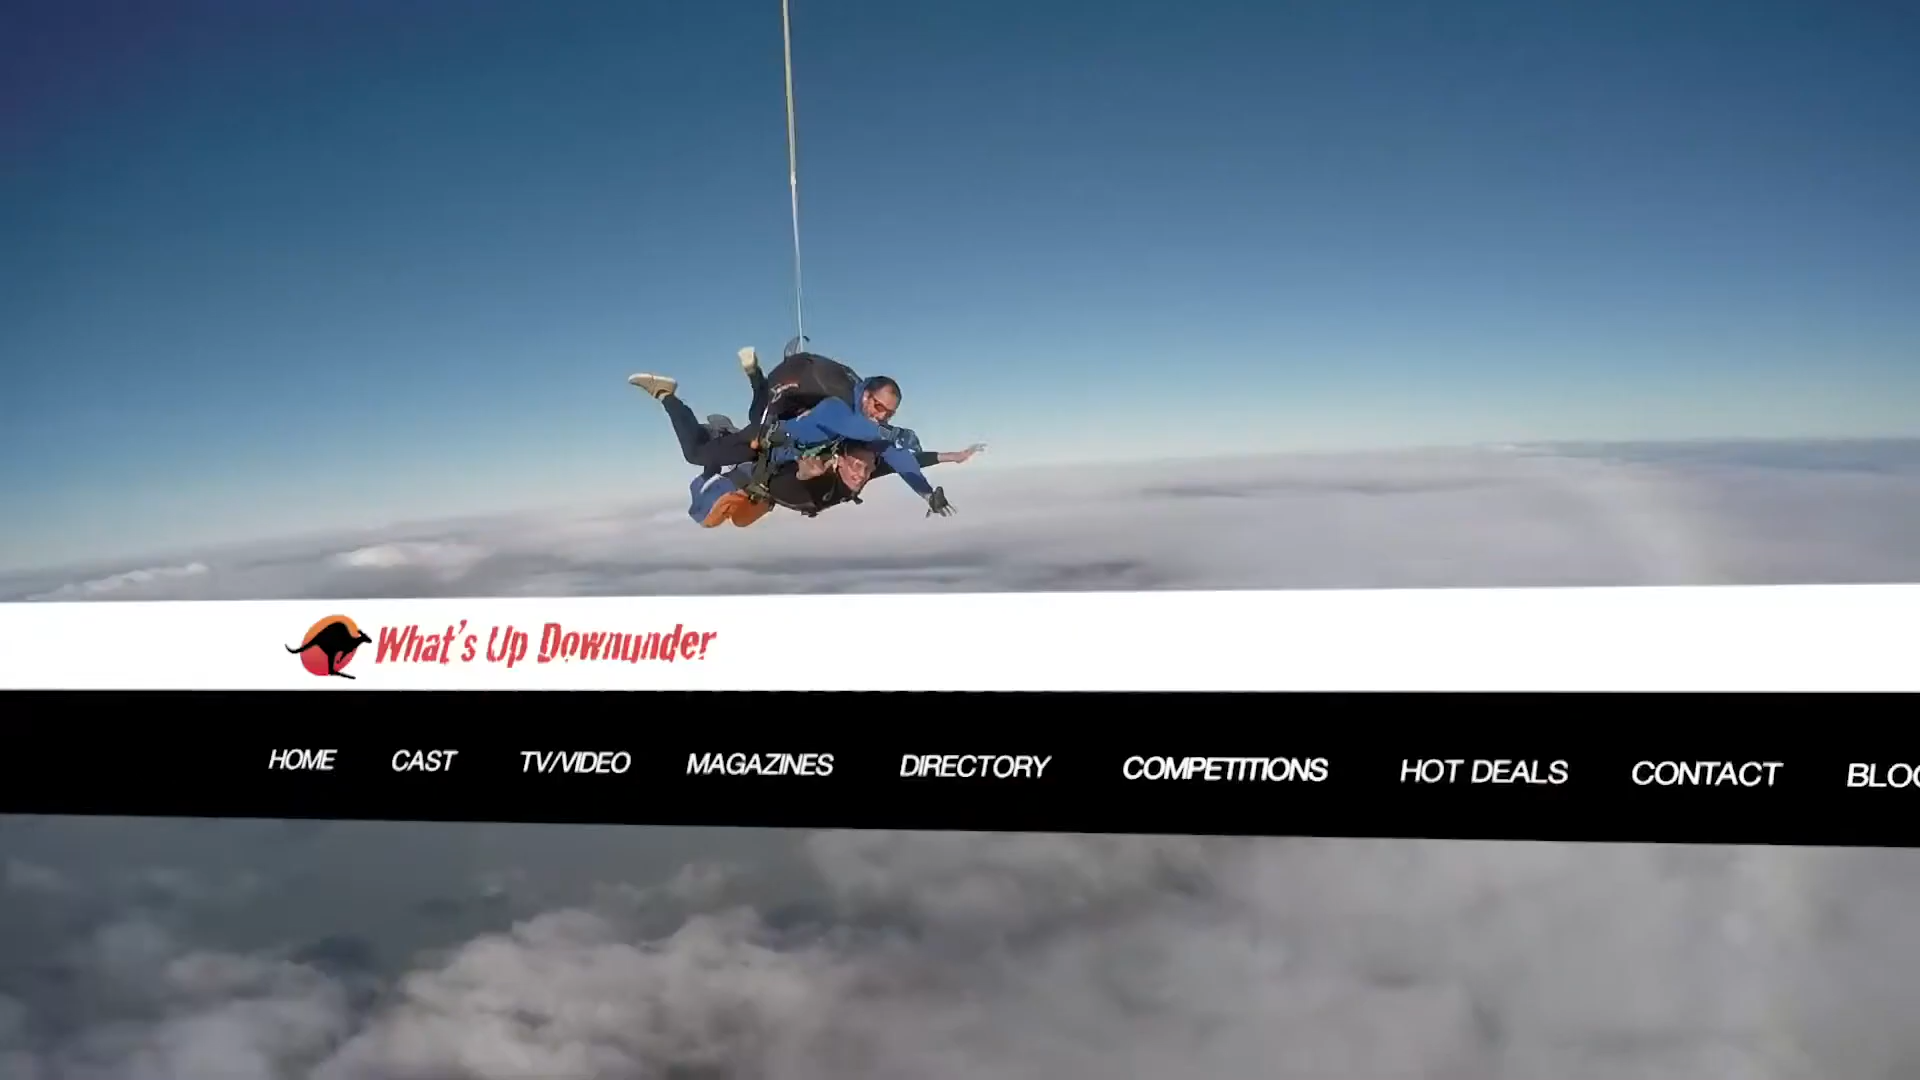 What's Up Downunder
HOME CAST TV/VIDEO MAGAZINES DIRECTORY COMPETITIONS HOT DEALS CONTACT